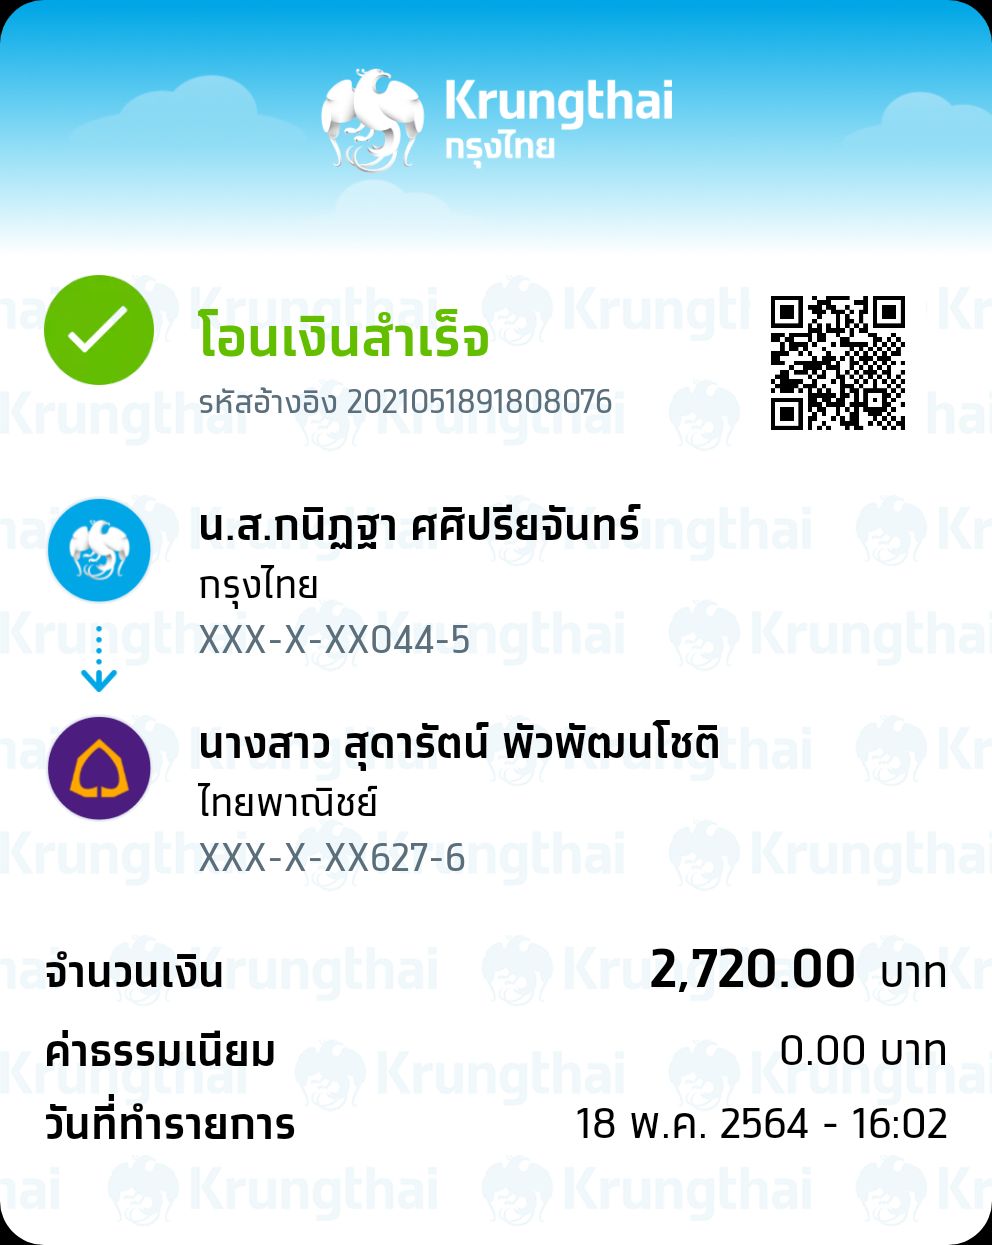 Krungthai
กรุงไทย
โอนเงินสำเร็จ
รหัสอ้างอิง 2021051891808076
น.ส.กนิฏฐา ศศิปรียจันทร์
กรุงไทย
XXX-X-XX044-5
นางสาว สุดารัตน์ พัวพัฒนโชติ
ไทยพาณิชย์
XXX-X-XX627-6
จำนวนเงิน 2,720.00 บาท
ค่าธรรมเนียม 0.00 บาท
วันที่ทำรายการ 18 พ.ค. 2564 - 16:02